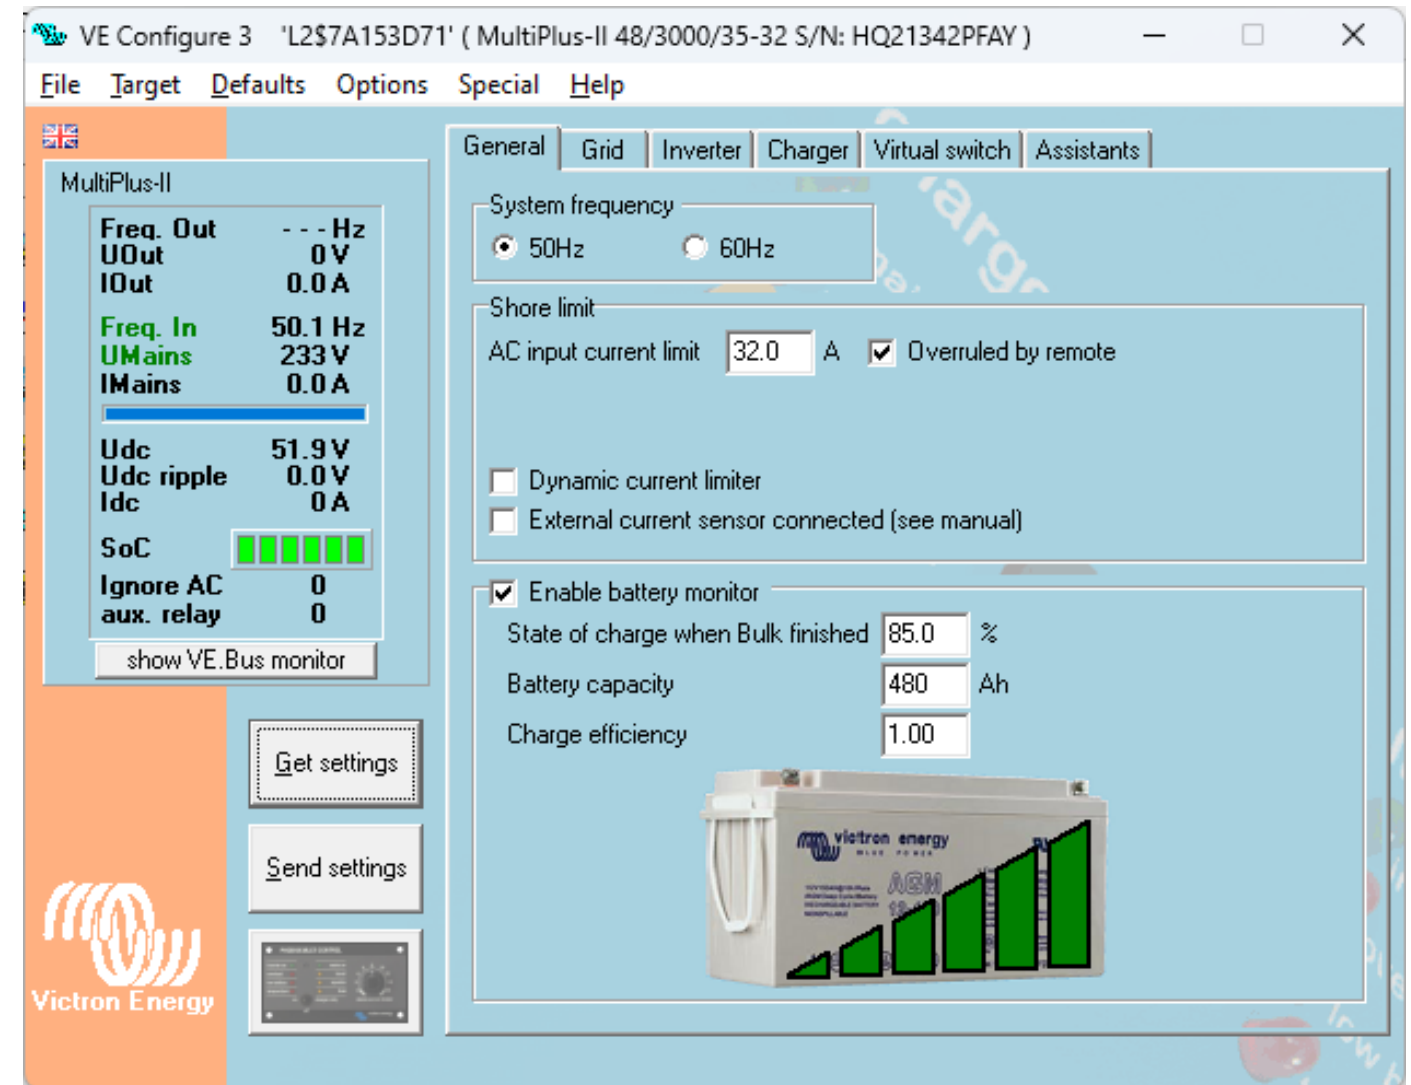 VE Configure 3 'L2$7A153D71' ( MultiPlus-II 48/3000/35-32 S/N: HQ21342PFAY )
File Target Defaults Options Special Help
General Grid Inverter Charger Virtual switch Assistants
MultiPlus-II
Freq. Out - - - Hz
UOut 0 V
IOut 0.0 A
Freq. In 50.1 Hz
UMains 233 V
IMains 0.0 A
Udc 51.9 V
Udc ripple 0.0 V
Idc 0 A
SoC
Ignore AC 0
aux. relay 0
show VE.Bus monitor
Get settings
Send settings
Victron Energy
System frequency
50Hz 60Hz
Shore limit
AC input current limit 32.0 A Overruled by remote
Dynamic current limiter
External current sensor connected (see manual)
Enable battery monitor
State of charge when Bulk finished 85.0 %
Battery capacity 480 Ah
Charge efficiency 1.00
victron energy
BLUE POWER
AGM